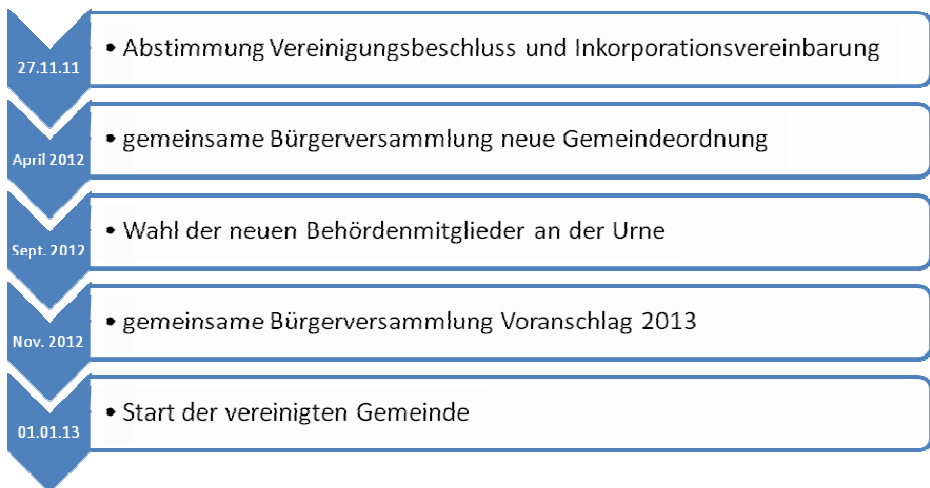 27.11.11
• Abstimmung Vereinigungsbeschluss und Inkorporationsvereinbarung
April 2012
• gemeinsame Bürgerversammlung neue Gemeindeordnung
Sept. 2012
• Wahl der neuen Behördenmitglieder an der Urne
Nov. 2012
• gemeinsame Bürgerversammlung Voranschlag 2013
01.01.13
• Start der vereinigten Gemeinde